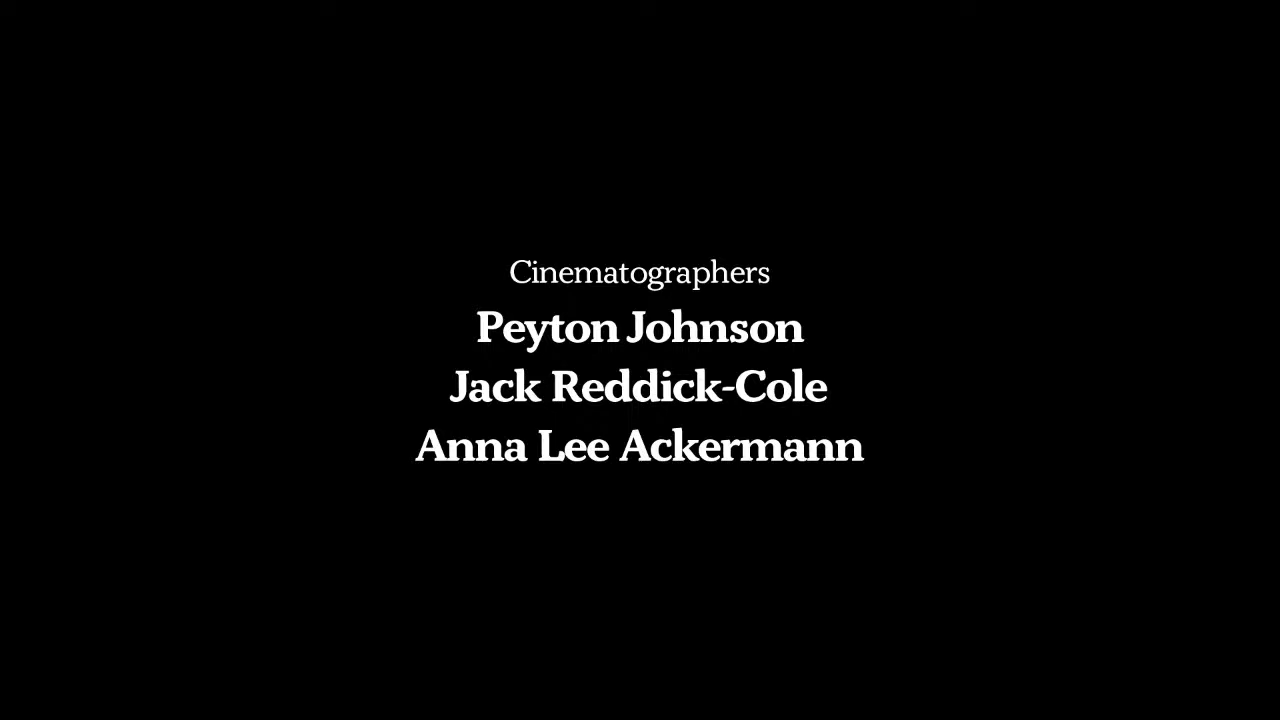 Cinematographers
Peyton Johnson
Jack Reddick-Cole
Anna Lee Ackermann